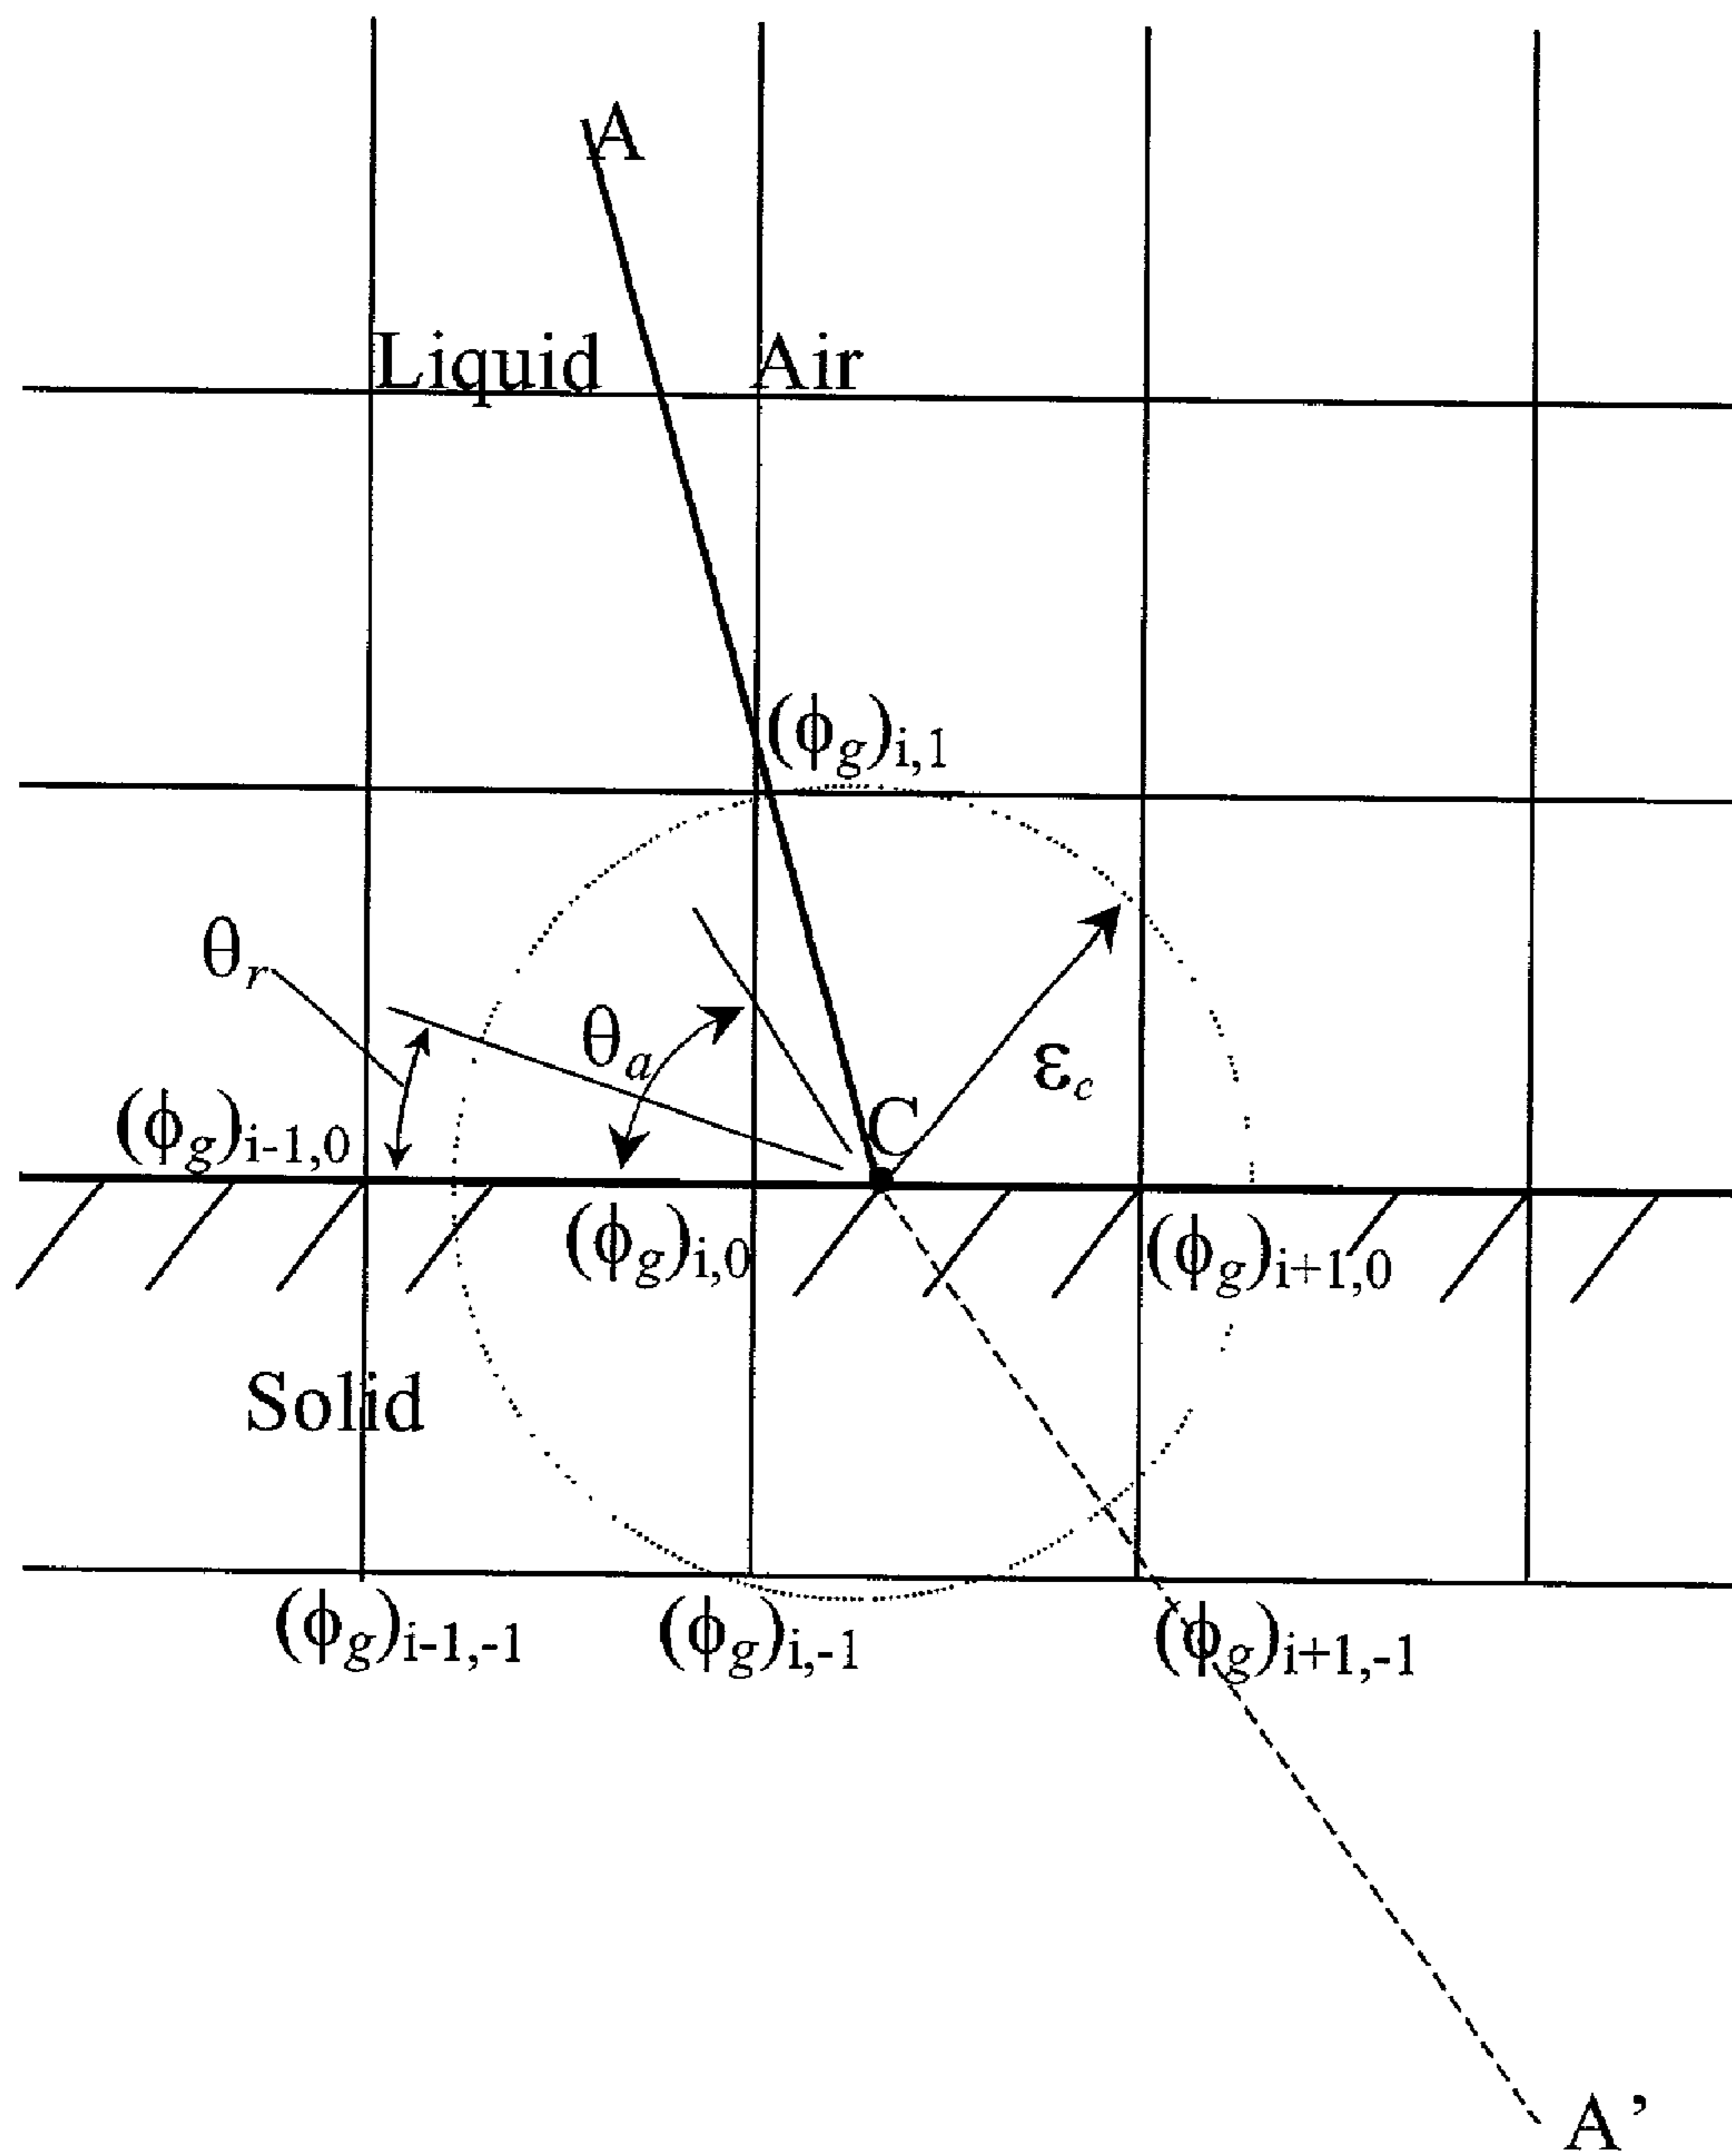 A
Liquid Air
(ϕg)i,1
θr
θa
εc
C
(ϕg)i-1,0
(ϕg)i,0
(ϕg)i+1,0
Solid
(ϕg)i-1,-1
(ϕg)i,-1
(ϕg)i+1,-1
A’